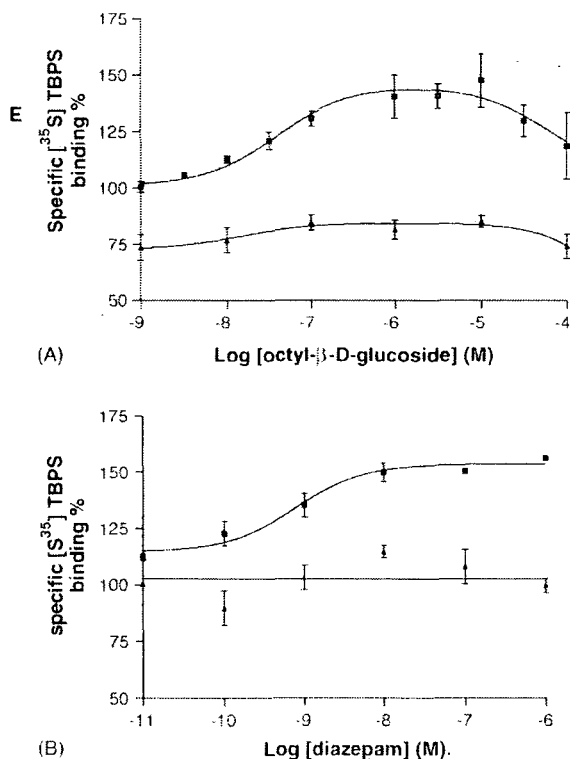 175
150
125
100
75
50
E
Specific [35S] TBPS
binding %
-9 -8 -7 -6 -5 -4
Log [octyl-β-D-glucoside] (M)
(A)
175
150
125
100
75
50
specific [S35] TBPS
binding %
-11 -10 -9 -8 -7 -6
Log [diazepam] (M).
(B)